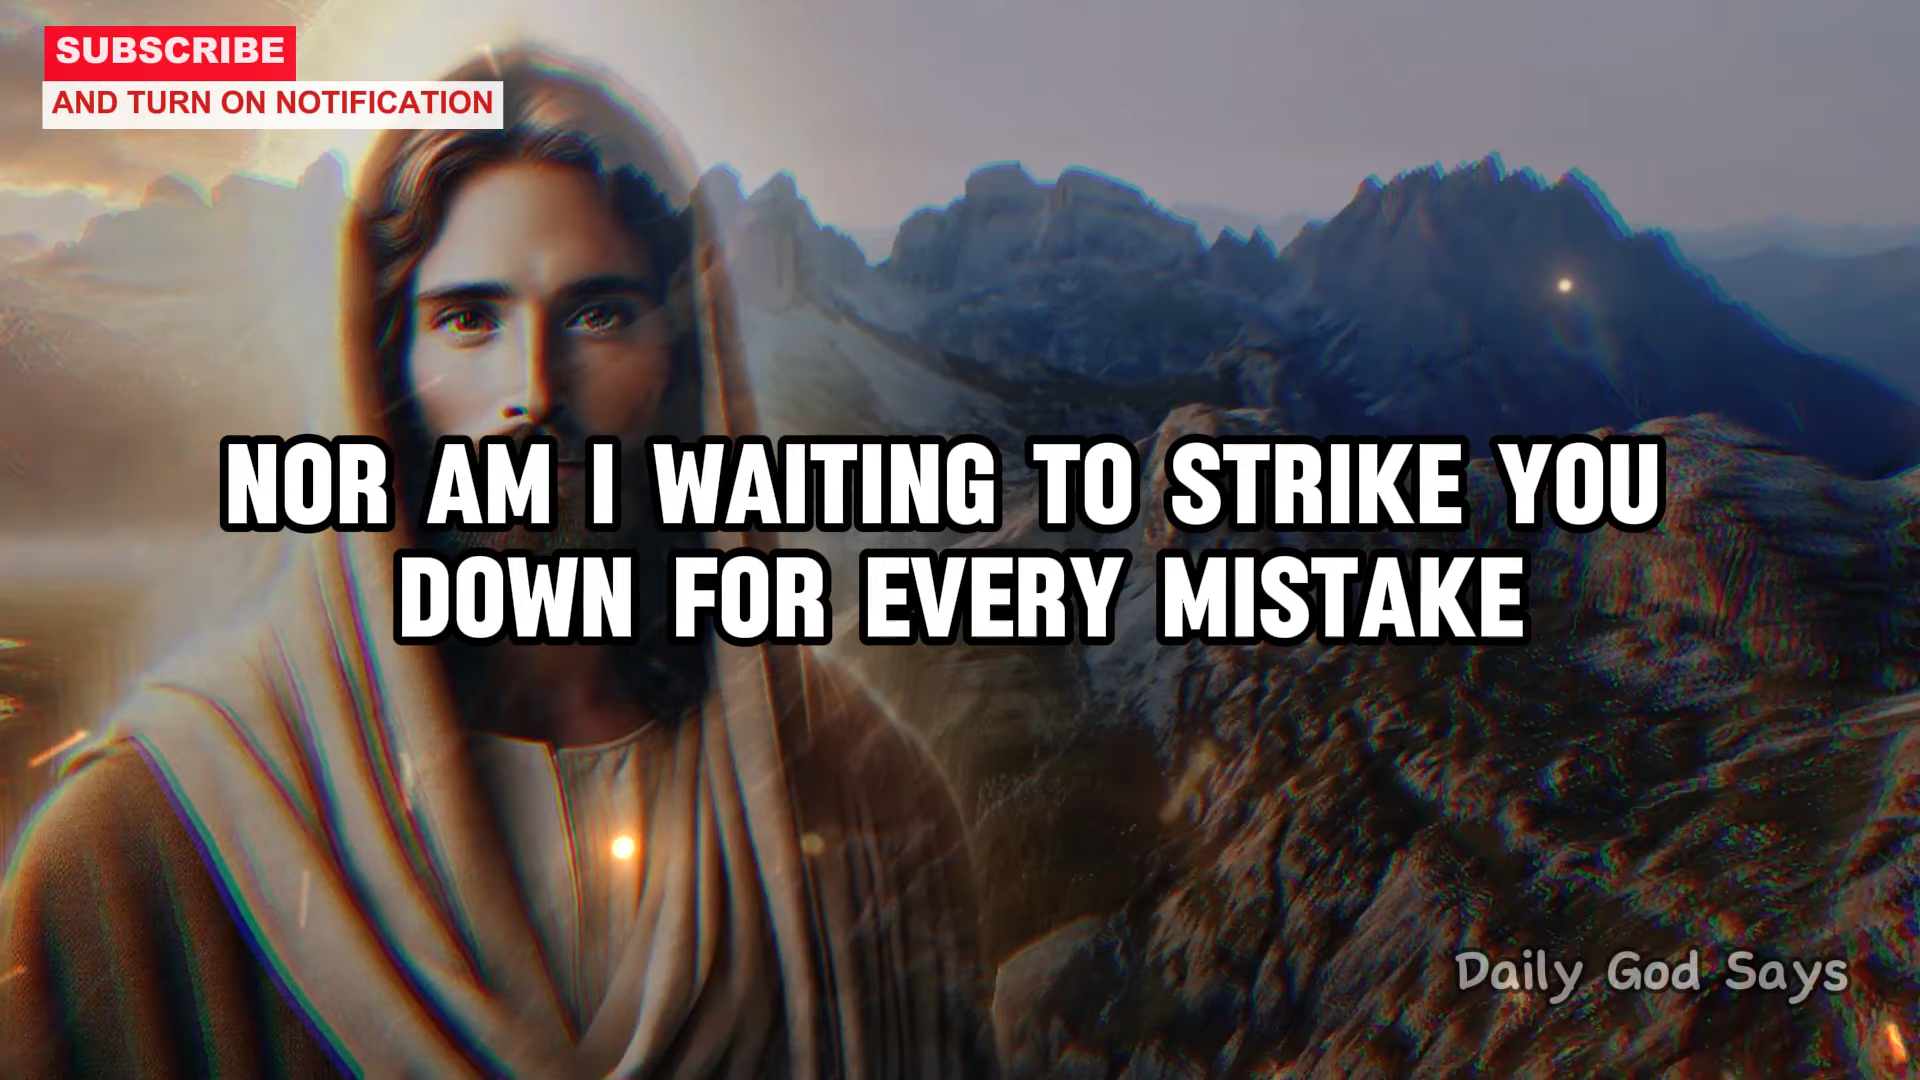 SUBSCRIBE
AND TURN ON NOTIFICATION
NOR AM I WAITING TO STRIKE YOU
DOWN FOR EVERY MISTAKE
Daily God Says